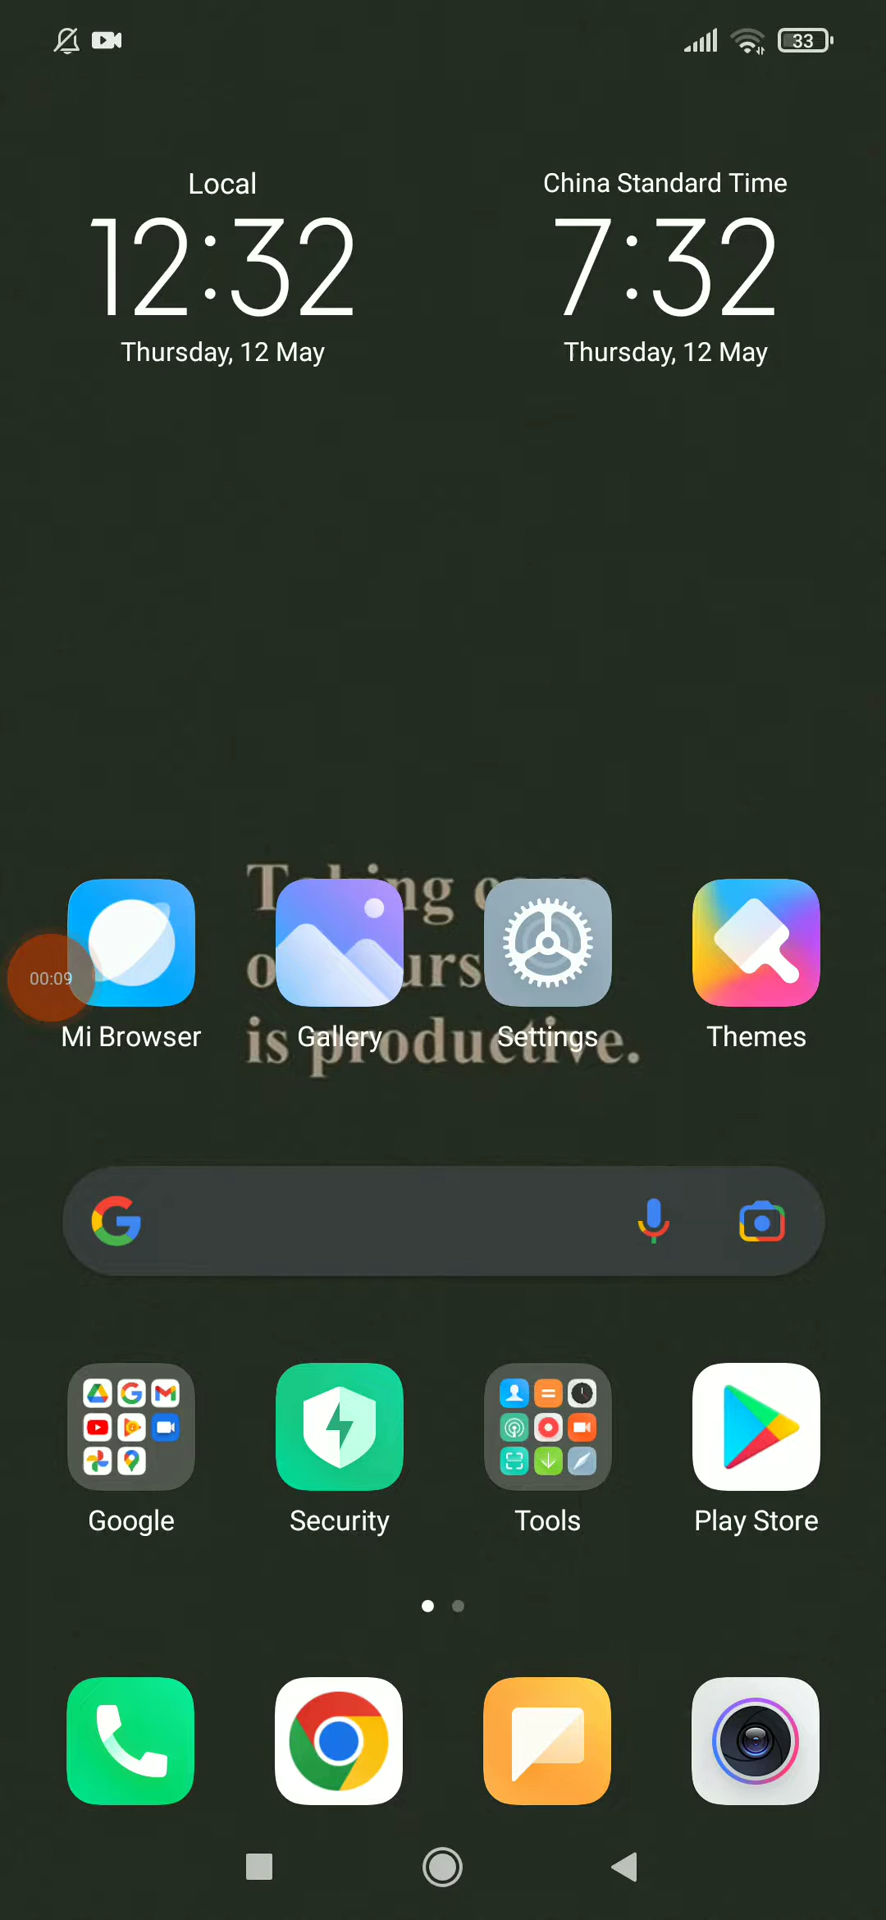 33
Local
China Standard Time
12:32
7:32
Thursday, 12 May
Thursday, 12 May
00:09
Mi Browser
Gallery
Settings
Themes
is productive.
Google
Security
Tools
Play Store